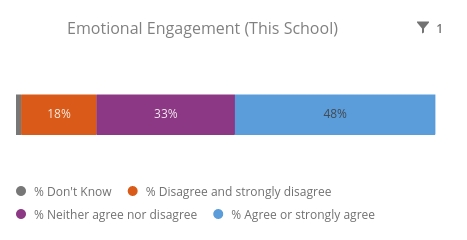 Emotional Engagement (This School)
1
18%
33%
48%
% Don't Know
% Disagree and strongly disagree
% Neither agree nor disagree
% Agree or strongly agree